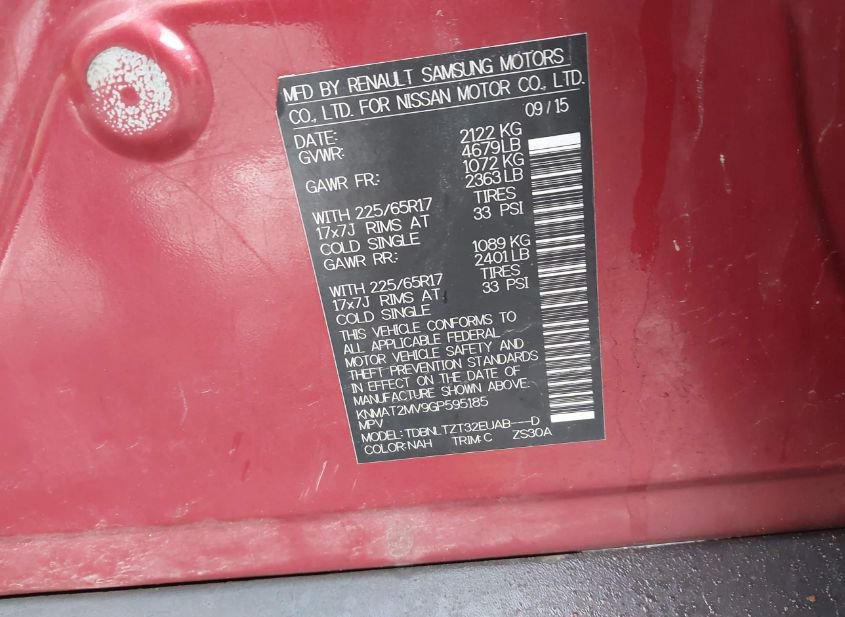 MFD BY RENAULT SAMSUNG MOTORS
CO., LTD. FOR NISSAN MOTOR CO., LTD.
DATE: 09/15
GVWR: 2122 KG
4679LB
GAWR FR.: 1072 KG
2363 LB
WITH 225/65R17 TIRES
17x7J RIMS AT 33 PSI
COLD SINGLE
GAWR RR.: 1089 KG
2401LB
WITH 225/65R17 TIRES
17x7J RIMS AT 33 PSI
COLD SINGLE
THIS VEHICLE CONFORMS TO
ALL APPLICABLE FEDERAL
MOTOR VEHICLE SAFETY AND
THEFT PREVENTION STANDARDS
IN EFFECT ON THE DATE OF
MANUFACTURE SHOWN ABOVE.
KNMAT2MV9GP595185
MPV
MODEL: TDBNLTZT32EUAB---D
COLOR:NAH TRIM:C ZS30A